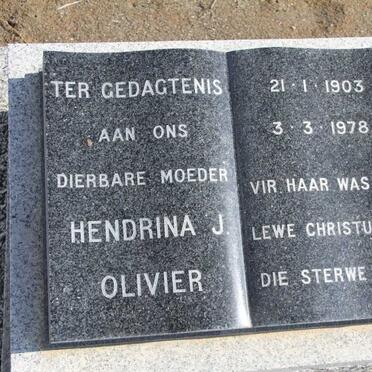 TER GEDAGTENIS
AAN ONS
DIERBARE MOEDER
HENDRINA J.
OLIVIER
21·1·1903
3·3·1978
VIR HAAR WAS
LEWE CHRISTU
DIE STERWE